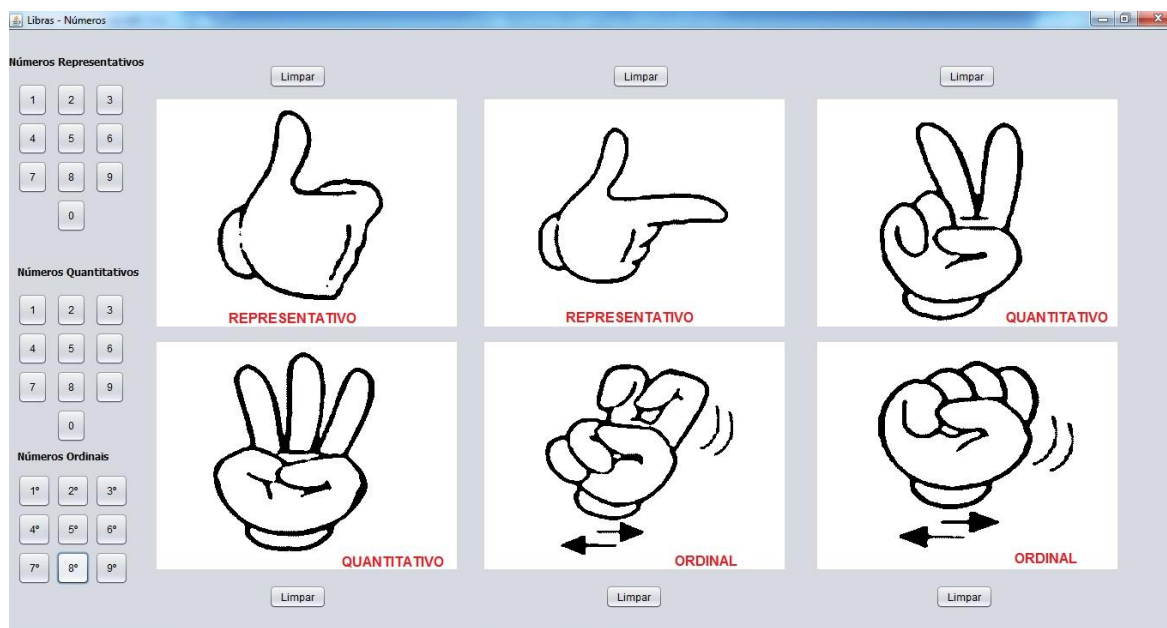 Libras - Números
Números Representativos
1 2 3
4 5 6
7 8 9
0
Números Quantitativos
1 2 3
4 5 6
7 8 9
0
Números Ordinais
1º 2º 3º
4º 5º 6º
7º 8º 9º
Limpar Limpar Limpar
REPRESENTATIVO REPRESENTATIVO QUANTITATIVO
QUANTITATIVO ORDINAL ORDINAL
Limpar Limpar Limpar